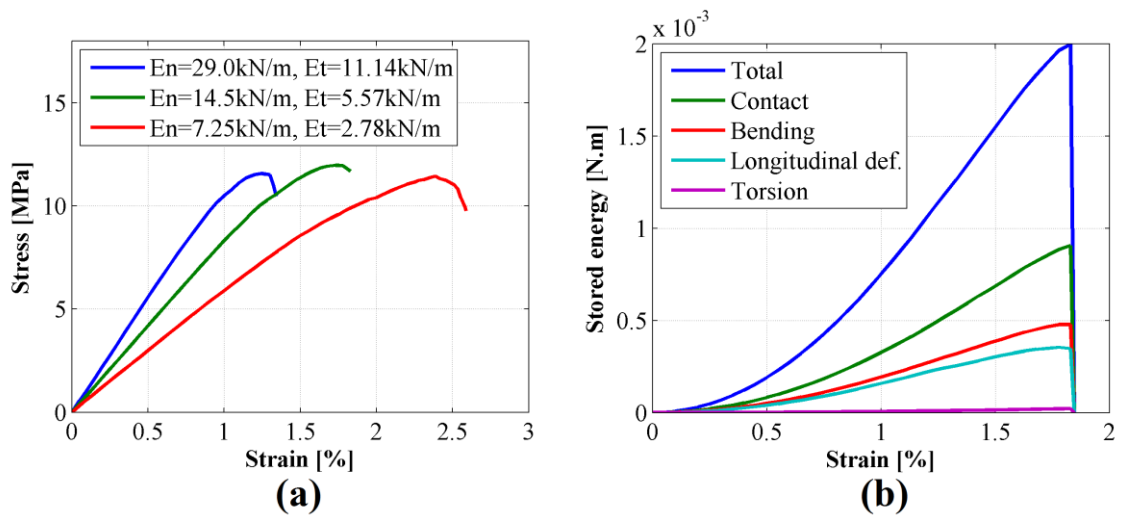 En=29.0kN/m, Et=11.14kN/m
En=14.5kN/m, Et=5.57kN/m
En=7.25kN/m, Et=2.78kN/m
15
10
5
0
Stress [MPa]
0 0.5 1 1.5 2 2.5 3
Strain [%]
(a)
x 10⁻³
2
1.5
1
0.5
0
Stored energy [N.m]
Total
Contact
Bending
Longitudinal def.
Torsion
0 0.5 1 1.5 2
Strain [%]
(b)